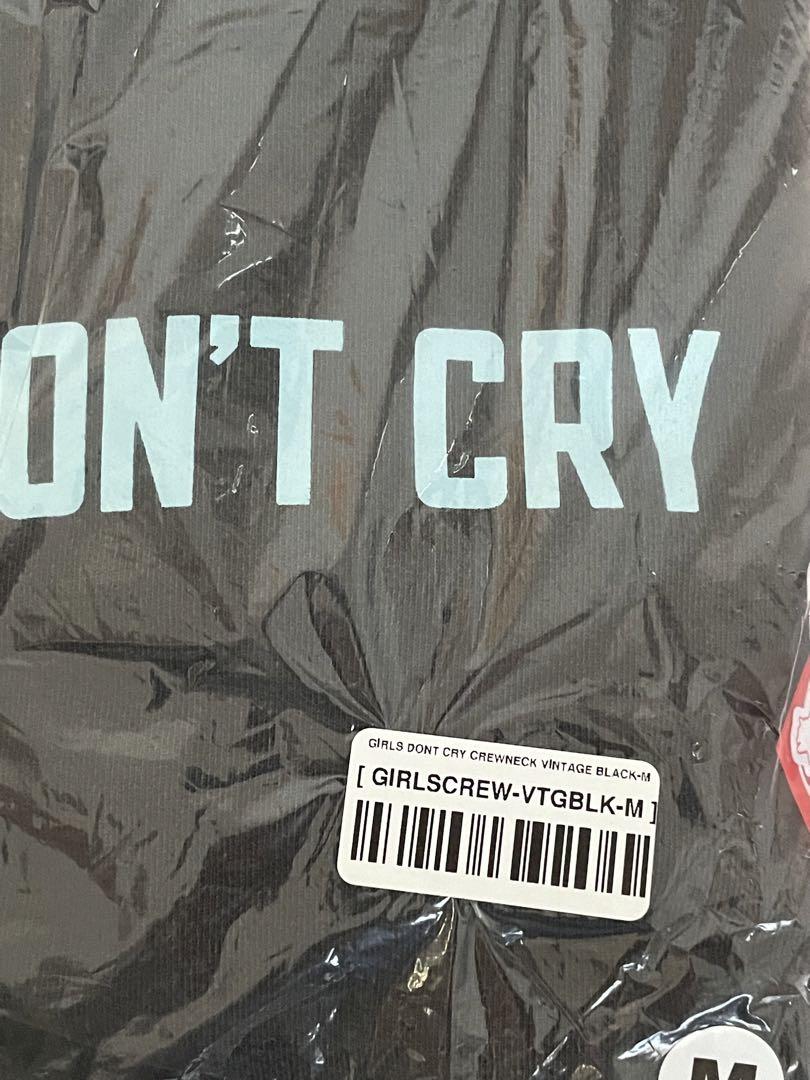 ON'T CRY
GIRLS DONT CRY CREWNECK VINTAGE BLACK-M
[ GIRLSCREW-VTGBLK-M ]
M